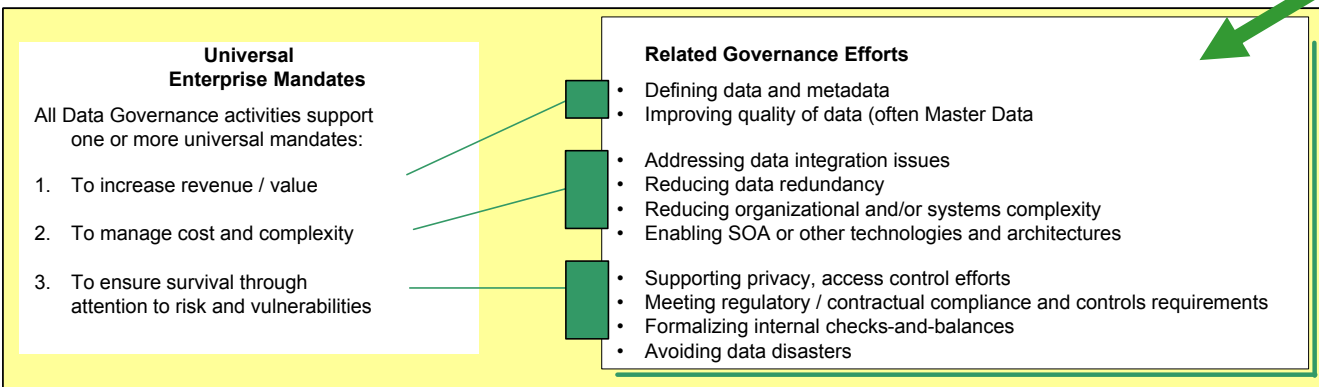 Universal
Enterprise Mandates
All Data Governance activities support
one or more universal mandates:
1. To increase revenue / value
2. To manage cost and complexity
3. To ensure survival through
attention to risk and vulnerabilities
Related Governance Efforts
• Defining data and metadata
• Improving quality of data (often Master Data
• Addressing data integration issues
• Reducing data redundancy
• Reducing organizational and/or systems complexity
• Enabling SOA or other technologies and architectures
• Supporting privacy, access control efforts
• Meeting regulatory / contractual compliance and controls requirements
• Formalizing internal checks-and-balances
• Avoiding data disasters